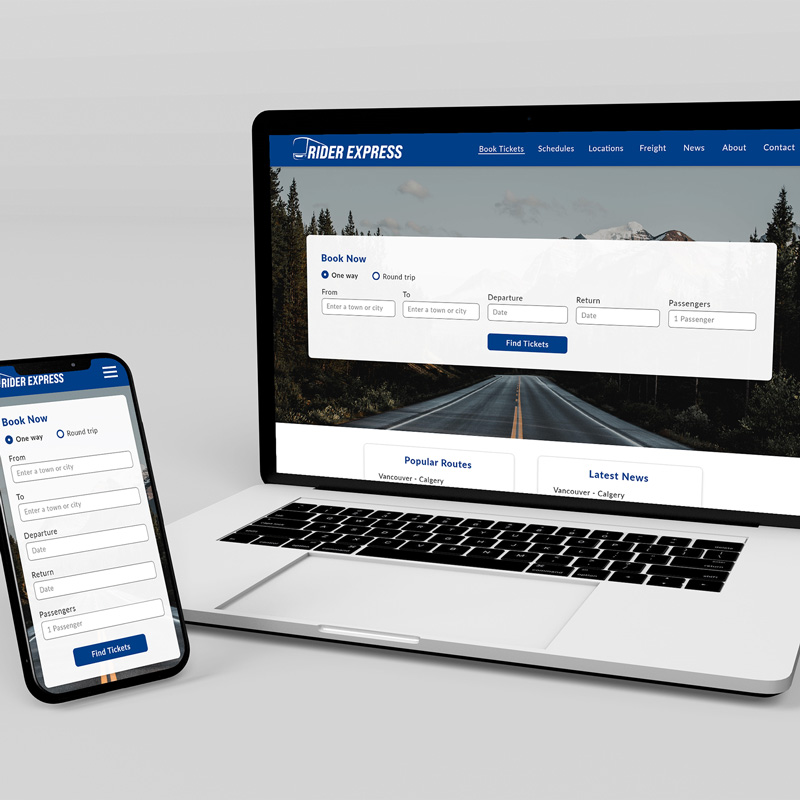 RIDER EXPRESS
Book Tickets Schedules Locations Freight News About Contact
Book Now
One way Round trip
From To Departure Return Passengers
Enter a town or city Enter a town or city Date Date 1 Passenger
Find Tickets
Popular Routes
Vancouver - Calgery
Latest News
Vancouver - Calgery
RIDER EXPRESS
Book Now
One way Round trip
From
Enter a town or city
To
Enter a town or city
Departure
Date
Return
Date
Passengers
1 Passenger
Find Tickets